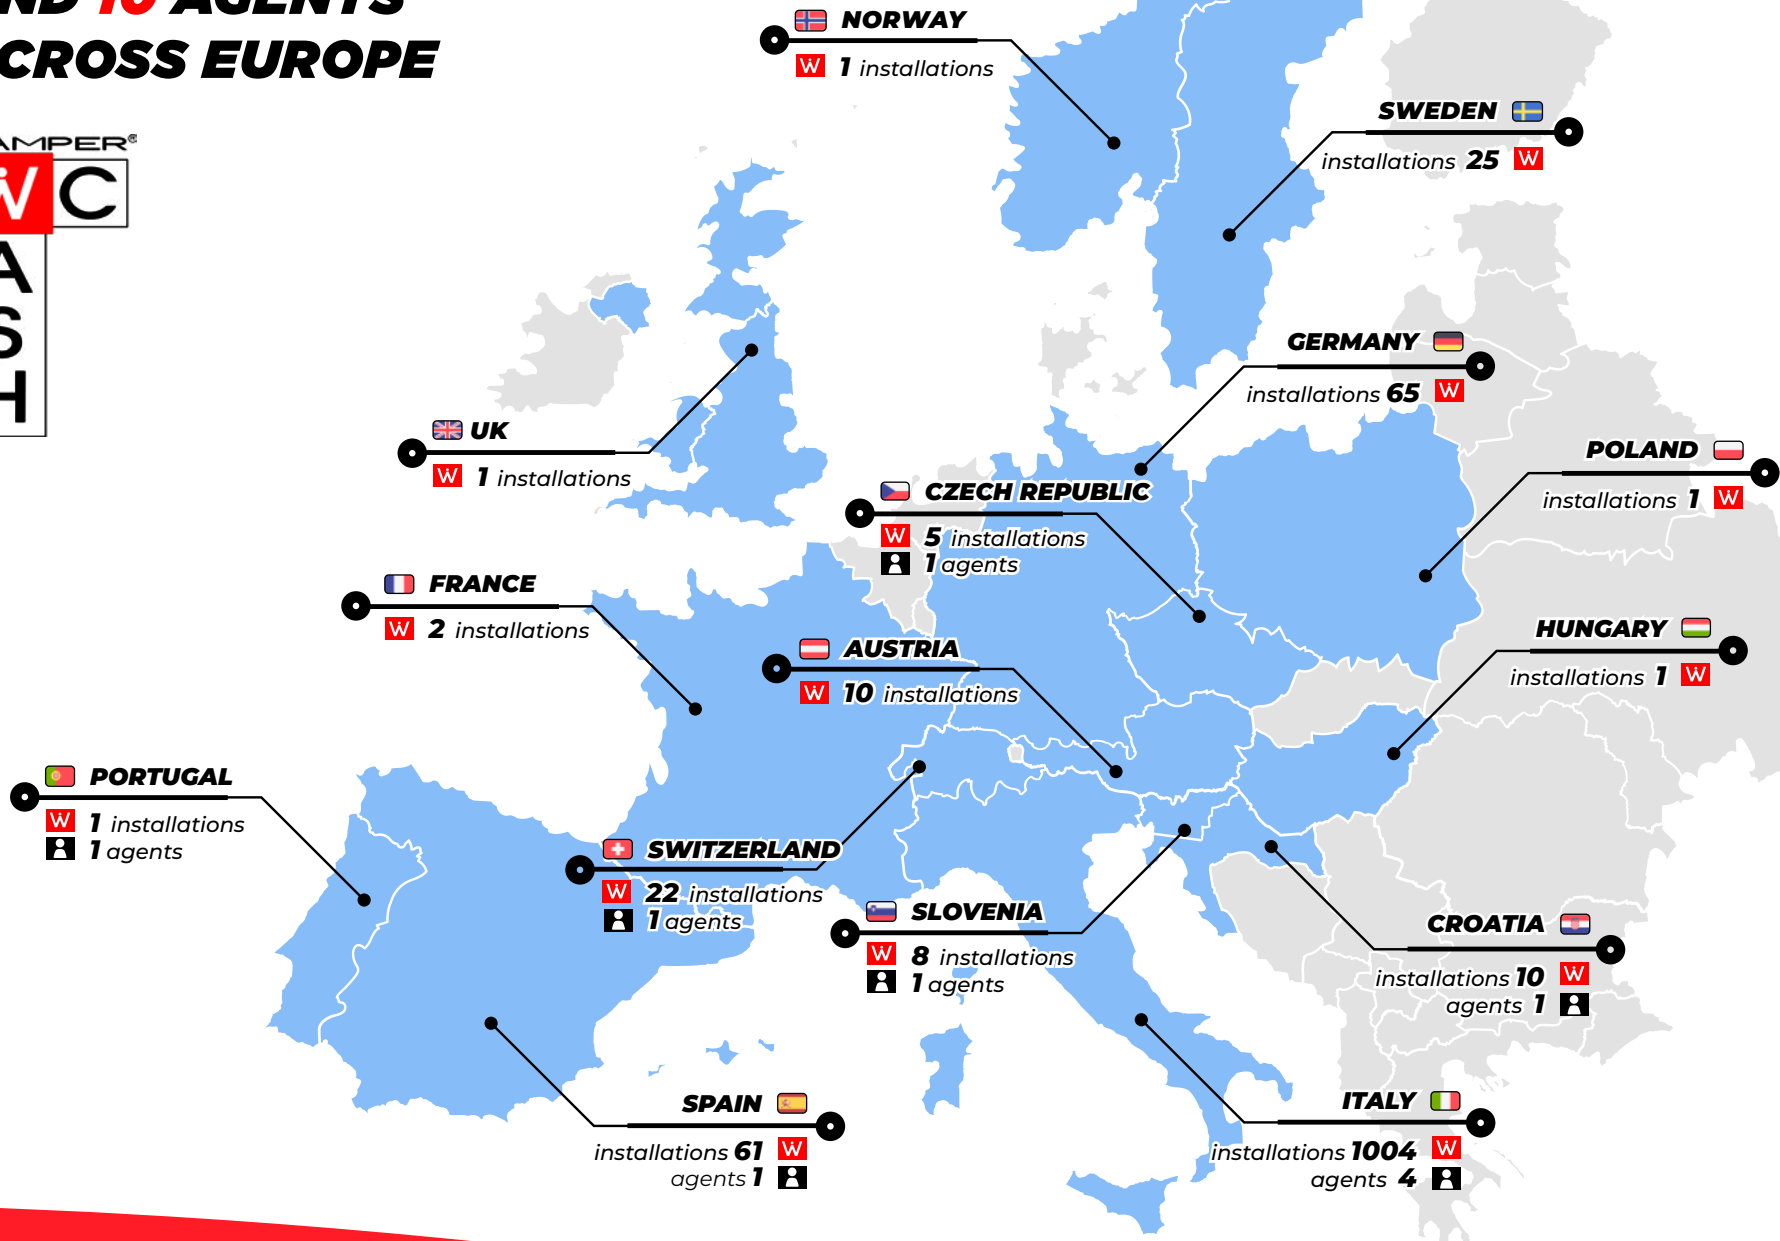 10 AGENTS
CROSS EUROPE
AMPER®
W C
A
S
H
NORWAY
1 installations
SWEDEN
installations 25
GERMANY
installations 65
UK
1 installations
POLAND
installations 1
CZECH REPUBLIC
5 installations
1 agents
FRANCE
2 installations
HUNGARY
installations 1
AUSTRIA
10 installations
PORTUGAL
1 installations
1 agents
SWITZERLAND
22 installations
1 agents
SLOVENIA
8 installations
1 agents
CROATIA
installations 10
agents 1
SPAIN
installations 61
agents 1
ITALY
installations 1004
agents 4